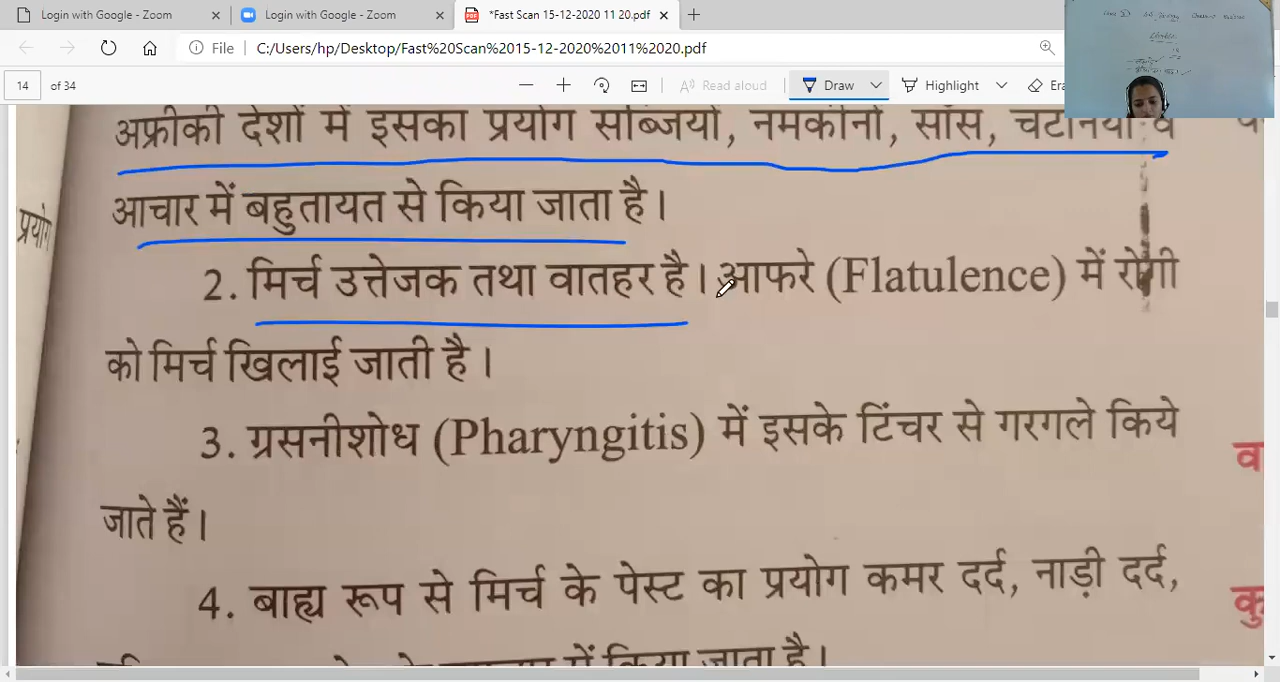 Login with Google - Zoom
Login with Google - Zoom
*Fast Scan 15-12-2020 11 20.pdf
File
C:/Users/hp/Desktop/Fast%20Scan%2015-12-2020%2011%2020.pdf
14 of 34
Read aloud
Draw
Highlight
Era
अफ्रीकी देशों में इसका प्रयोग सब्जियों, नमकीनों, सॉस, चटनियों व
आचार में बहुतायत से किया जाता है।
प्रयोग
2. मिर्च उत्तेजक तथा वातहर है। आफरे (Flatulence) में रोगी
को मिर्च खिलाई जाती है।
3. ग्रसनीशोध (Pharyngitis) में इसके टिंचर से गरगले किये
जाते हैं।
4. बाह्य रूप से मिर्च के पेस्ट का प्रयोग कमर दर्द, नाड़ी दर्द,
में किया जाता है।
कु